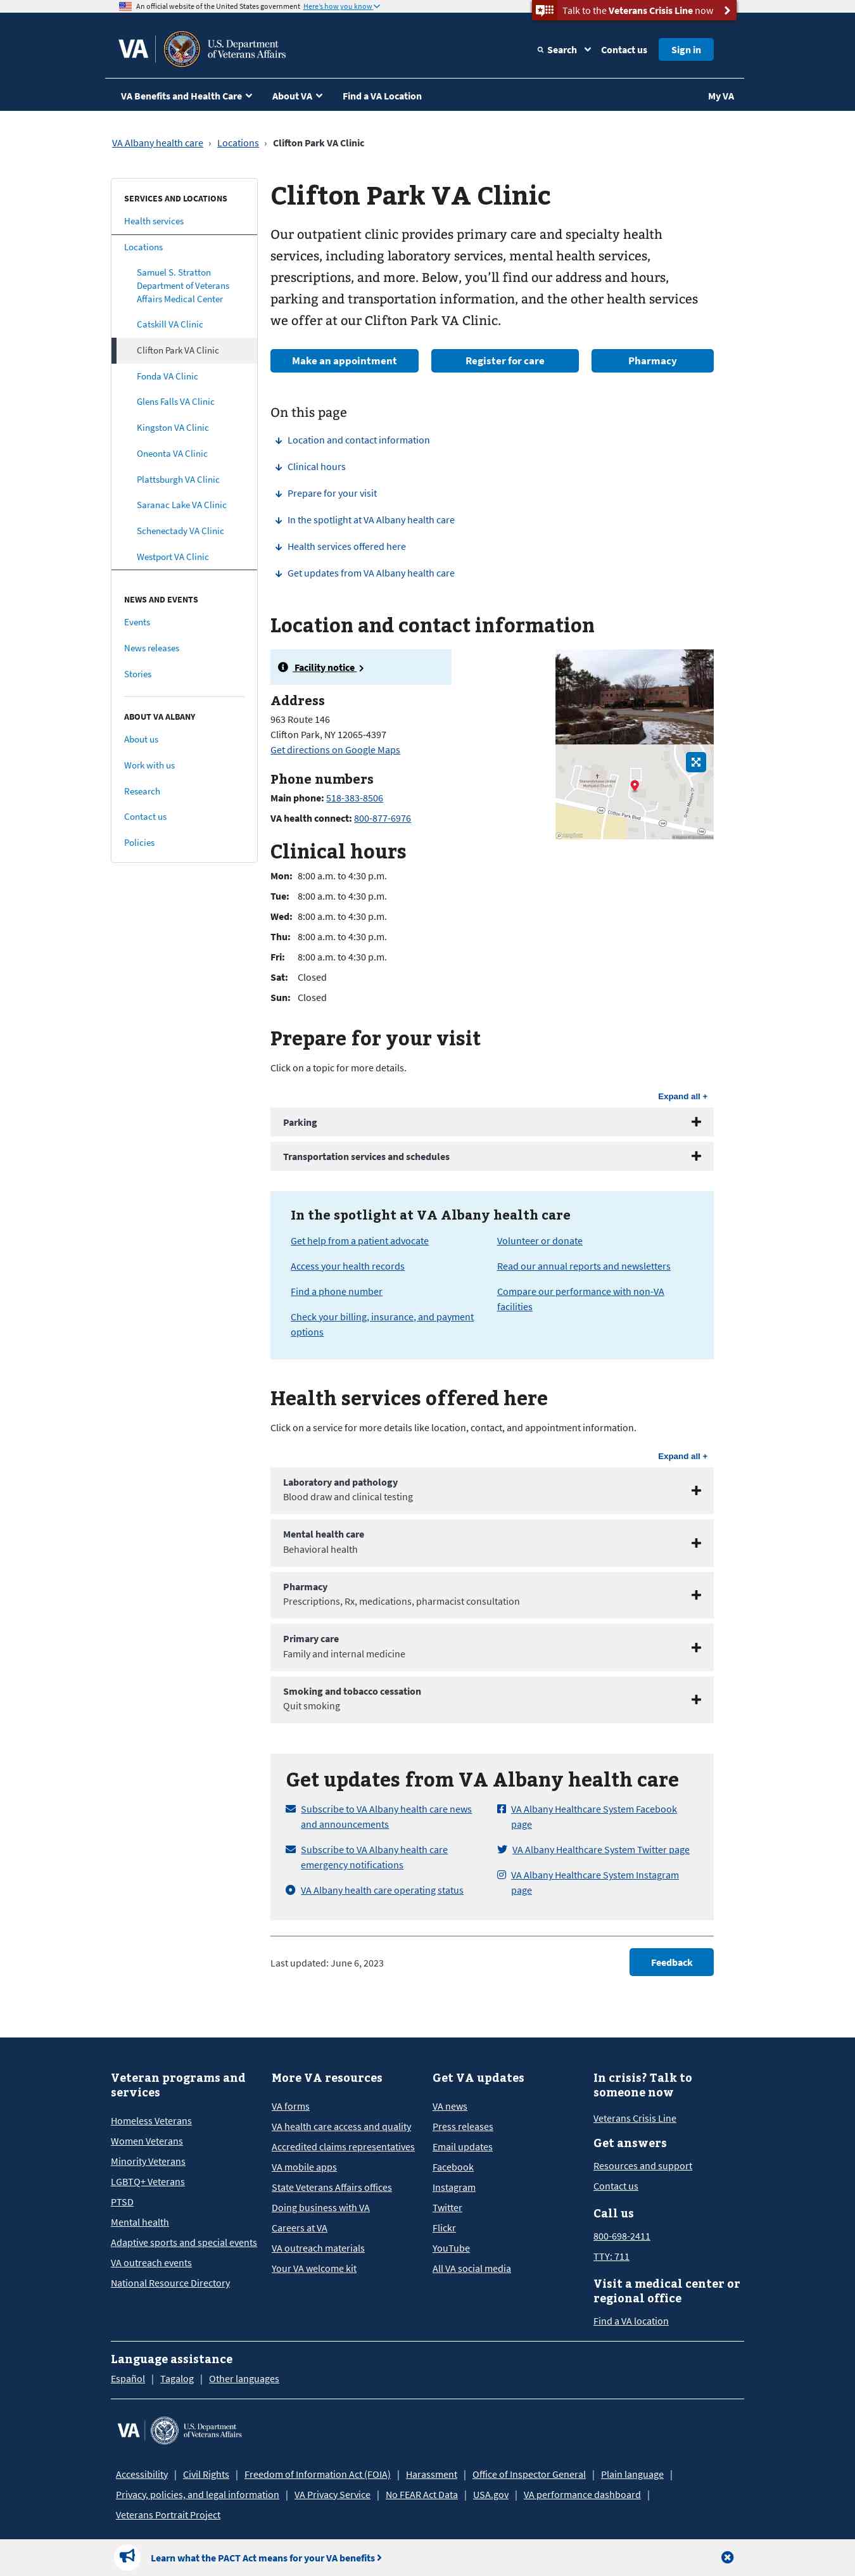 An official website of the United States government Here's how you know
Talk to the Veterans Crisis Line now
VA
U.S. Department
of Veterans Affairs
Search
Contact us
Sign in
VA Benefits and Health Care
About VA
Find a VA Location
My VA
VA Albany health care › Locations › Clifton Park VA Clinic
SERVICES AND LOCATIONS
Health services
Locations
Samuel S. Stratton
Department of Veterans
Affairs Medical Center
Catskill VA Clinic
Clifton Park VA Clinic
Fonda VA Clinic
Glens Falls VA Clinic
Kingston VA Clinic
Oneonta VA Clinic
Plattsburgh VA Clinic
Saranac Lake VA Clinic
Schenectady VA Clinic
Westport VA Clinic
NEWS AND EVENTS
Events
News releases
Stories
ABOUT VA ALBANY
About us
Work with us
Research
Contact us
Policies
Clifton Park VA Clinic
Our outpatient clinic provides primary care and specialty health
services, including laboratory services, mental health services,
prescriptions, and more. Below, you’ll find our address and hours,
parking and transportation information, and the other health services
we offer at our Clifton Park VA Clinic.
Make an appointment
Register for care
Pharmacy
On this page
Location and contact information
Clinical hours
Prepare for your visit
In the spotlight at VA Albany health care
Health services offered here
Get updates from VA Albany health care
Location and contact information
Facility notice
Address
963 Route 146
Clifton Park, NY 12065-4397
Get directions on Google Maps
Phone numbers
Main phone: 518-383-8506
VA health connect: 800-877-6976
Clifton Park Blvd
mapbox
Clinical hours
Mon: 8:00 a.m. to 4:30 p.m.
Tue: 8:00 a.m. to 4:30 p.m.
Wed: 8:00 a.m. to 4:30 p.m.
Thu: 8:00 a.m. to 4:30 p.m.
Fri: 8:00 a.m. to 4:30 p.m.
Sat: Closed
Sun: Closed
Prepare for your visit
Click on a topic for more details.
Expand all +
Parking
Transportation services and schedules
In the spotlight at VA Albany health care
Get help from a patient advocate
Access your health records
Find a phone number
Check your billing, insurance, and payment
options
Volunteer or donate
Read our annual reports and newsletters
Compare our performance with non-VA
facilities
Health services offered here
Click on a service for more details like location, contact, and appointment information.
Expand all +
Laboratory and pathology
Blood draw and clinical testing
Mental health care
Behavioral health
Pharmacy
Prescriptions, Rx, medications, pharmacist consultation
Primary care
Family and internal medicine
Smoking and tobacco cessation
Quit smoking
Get updates from VA Albany health care
Subscribe to VA Albany health care news
and announcements
Subscribe to VA Albany health care
emergency notifications
VA Albany health care operating status
VA Albany Healthcare System Facebook
page
VA Albany Healthcare System Twitter page
VA Albany Healthcare System Instagram
page
Last updated: June 6, 2023
Feedback
Veteran programs and
services
Homeless Veterans
Women Veterans
Minority Veterans
LGBTQ+ Veterans
PTSD
Mental health
Adaptive sports and special events
VA outreach events
National Resource Directory
More VA resources
VA forms
VA health care access and quality
Accredited claims representatives
VA mobile apps
State Veterans Affairs offices
Doing business with VA
Careers at VA
VA outreach materials
Your VA welcome kit
Get VA updates
VA news
Press releases
Email updates
Facebook
Instagram
Twitter
Flickr
YouTube
All VA social media
In crisis? Talk to
someone now
Veterans Crisis Line
Get answers
Resources and support
Contact us
Call us
800-698-2411
TTY: 711
Visit a medical center or
regional office
Find a VA location
Language assistance
Español | Tagalog | Other languages
VA
U.S. Department
of Veterans Affairs
Accessibility | Civil Rights | Freedom of Information Act (FOIA) | Harassment | Office of Inspector General | Plain language |
Privacy, policies, and legal information | VA Privacy Service | No FEAR Act Data | USA.gov | VA performance dashboard |
Veterans Portrait Project
Learn what the PACT Act means for your VA benefits